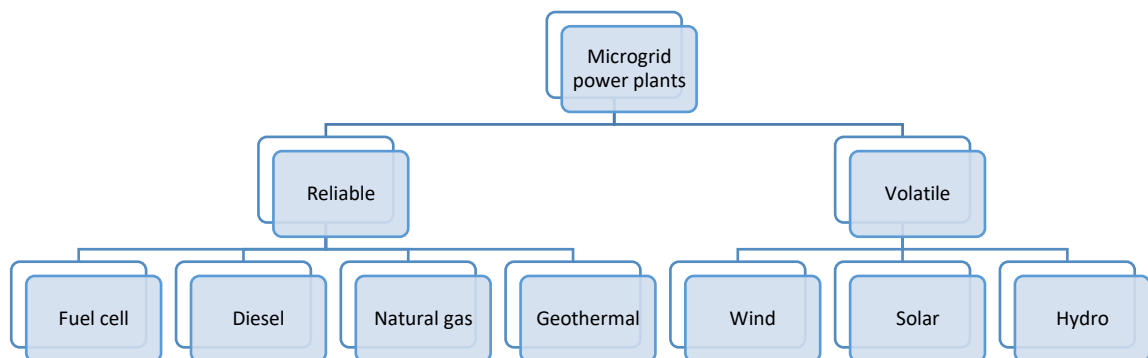 Microgrid
power plants
Reliable
Volatile
Fuel cell
Diesel
Natural gas
Geothermal
Wind
Solar
Hydro